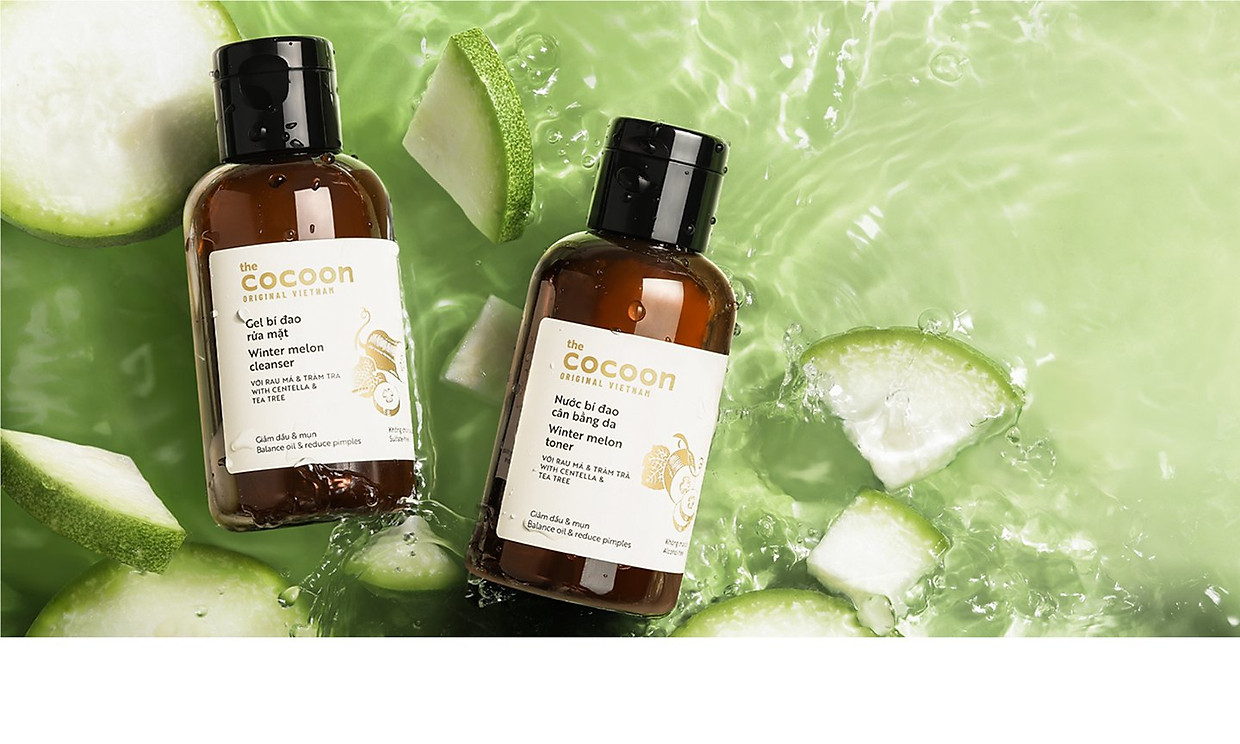 the
cocoon
ORIGINAL VIETNAM
Gel bí đao
rửa mặt
Winter melon
cleanser
VỚI RAU MÁ & TRÀM TRÀ
WITH CENTELLA &
TEA TREE
Giảm dầu & mụn
Balance oil & reduce pimples
the
cocoon
ORIGINAL VIETNAM
Nước bí đao
cân bằng da
Winter melon
toner
VỚI RAU MÁ & TRÀM TRÀ
WITH CENTELLA &
TEA TREE
Giảm dầu & mụn
Balance oil & reduce pimples